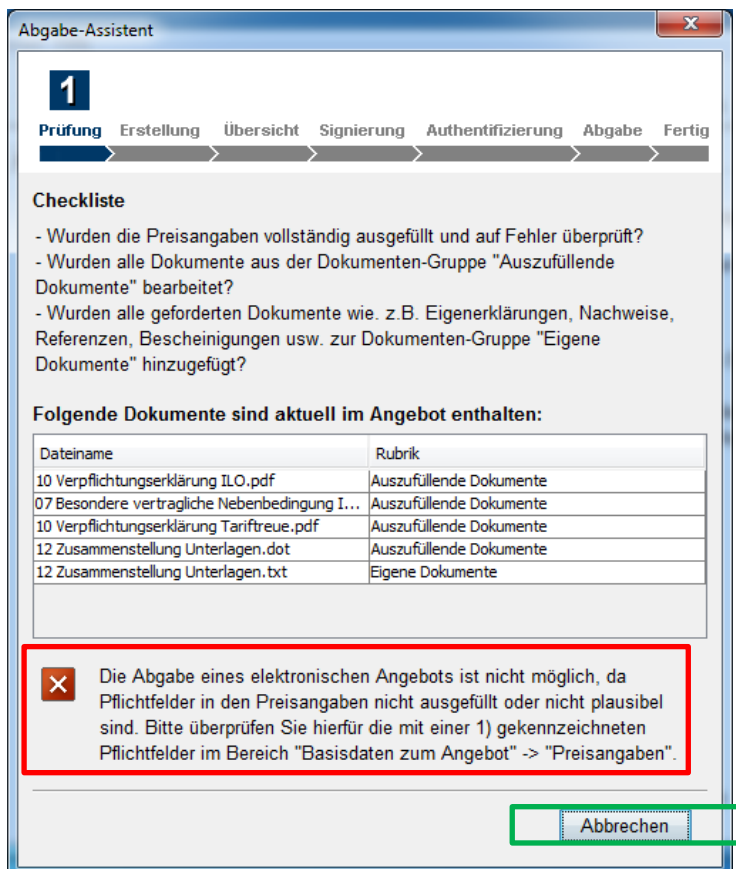 Abgabe-Assistent
1
Prüfung Erstellung Übersicht Signierung Authentifizierung Abgabe Fertig
Checkliste
- Wurden die Preisangaben vollständig ausgefüllt und auf Fehler überprüft?
- Wurden alle Dokumente aus der Dokumenten-Gruppe "Auszufüllende
Dokumente" bearbeitet?
- Wurden alle geforderten Dokumente wie. z.B. Eigenerklärungen, Nachweise,
Referenzen, Bescheinigungen usw. zur Dokumenten-Gruppe "Eigene
Dokumente" hinzugefügt?
Folgende Dokumente sind aktuell im Angebot enthalten:
Dateiname Rubrik
10 Verpflichtungserklärung ILO.pdf Auszufüllende Dokumente
07 Besondere vertragliche Nebenbedingung I... Auszufüllende Dokumente
10 Verpflichtungserklärung Tariftreue.pdf Auszufüllende Dokumente
12 Zusammenstellung Unterlagen.dot Auszufüllende Dokumente
12 Zusammenstellung Unterlagen.txt Eigene Dokumente
Die Abgabe eines elektronischen Angebots ist nicht möglich, da
Pflichtfelder in den Preisangaben nicht ausgefüllt oder nicht plausibel
sind. Bitte überprüfen Sie hierfür die mit einer 1) gekennzeichneten
Pflichtfelder im Bereich "Basisdaten zum Angebot" -> "Preisangaben".
Abbrechen